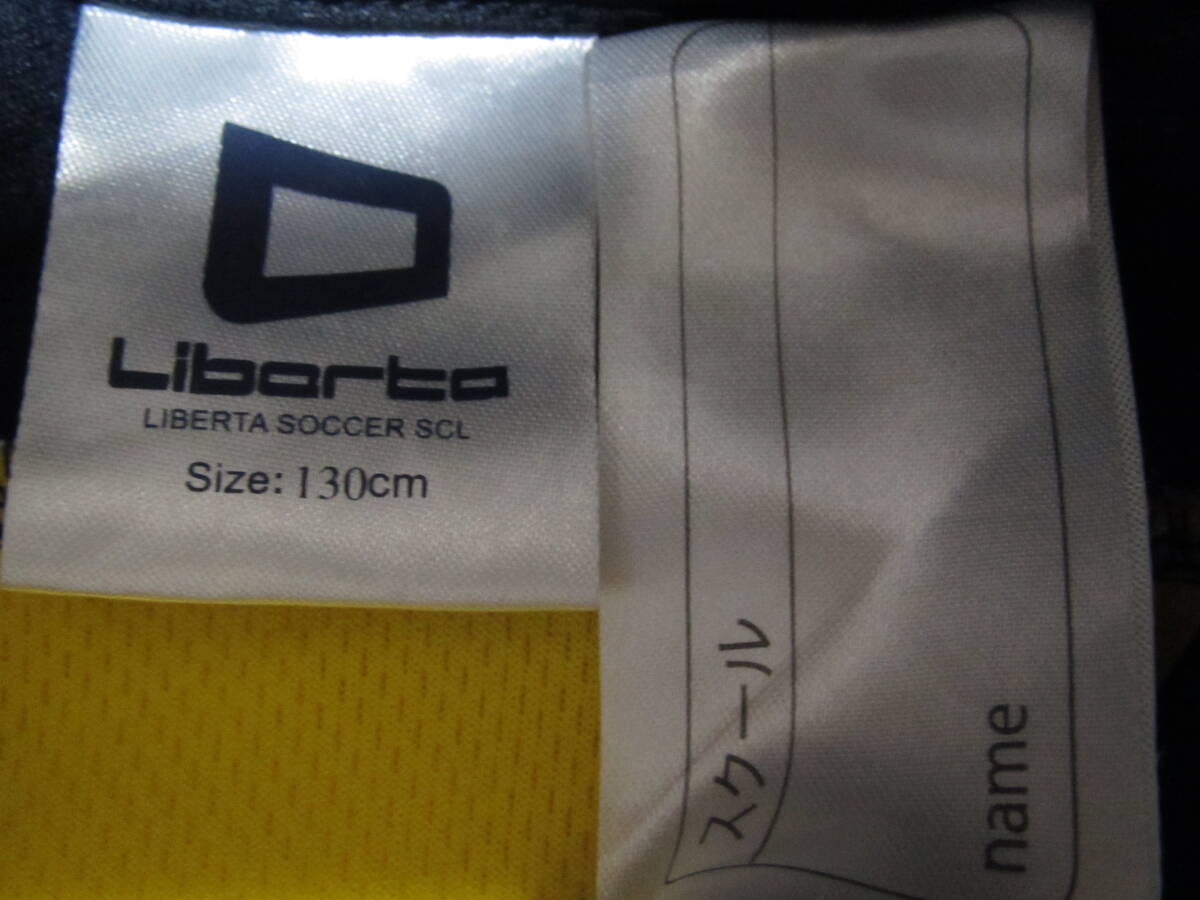 Liberta
LIBERTA SOCCER SCL
Size: 130cm
スクール
name